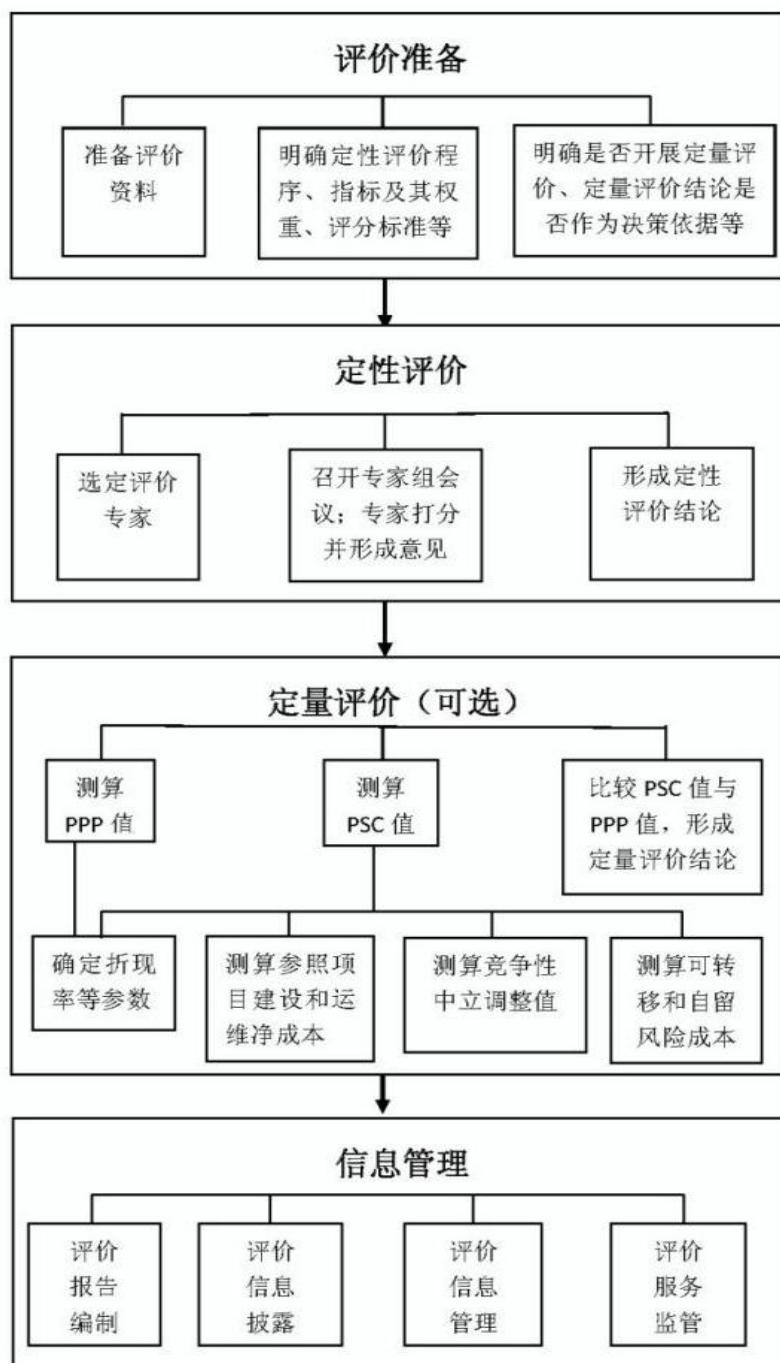 评价准备
准备评价
资料
明确定性评价程
序、指标及其权
重、评分标准等
明确是否开展定量评
价、定量评价结论是
否作为决策依据等
定性评价
选定评价
专家
召开专家组会
议；专家打分
并形成意见
形成定性
评价结论
定量评价（可选）
测算
PPP 值
测算
PSC 值
比较 PSC 值与
PPP 值，形成
定量评价结论
确定折现
率等参数
测算参照项
目建设和运
维净成本
测算竞争性
中立调整值
测算可转
移和自留
风险成本
信息管理
评价
报告
编制
评价
信息
披露
评价
信息
管理
评价
服务
监管